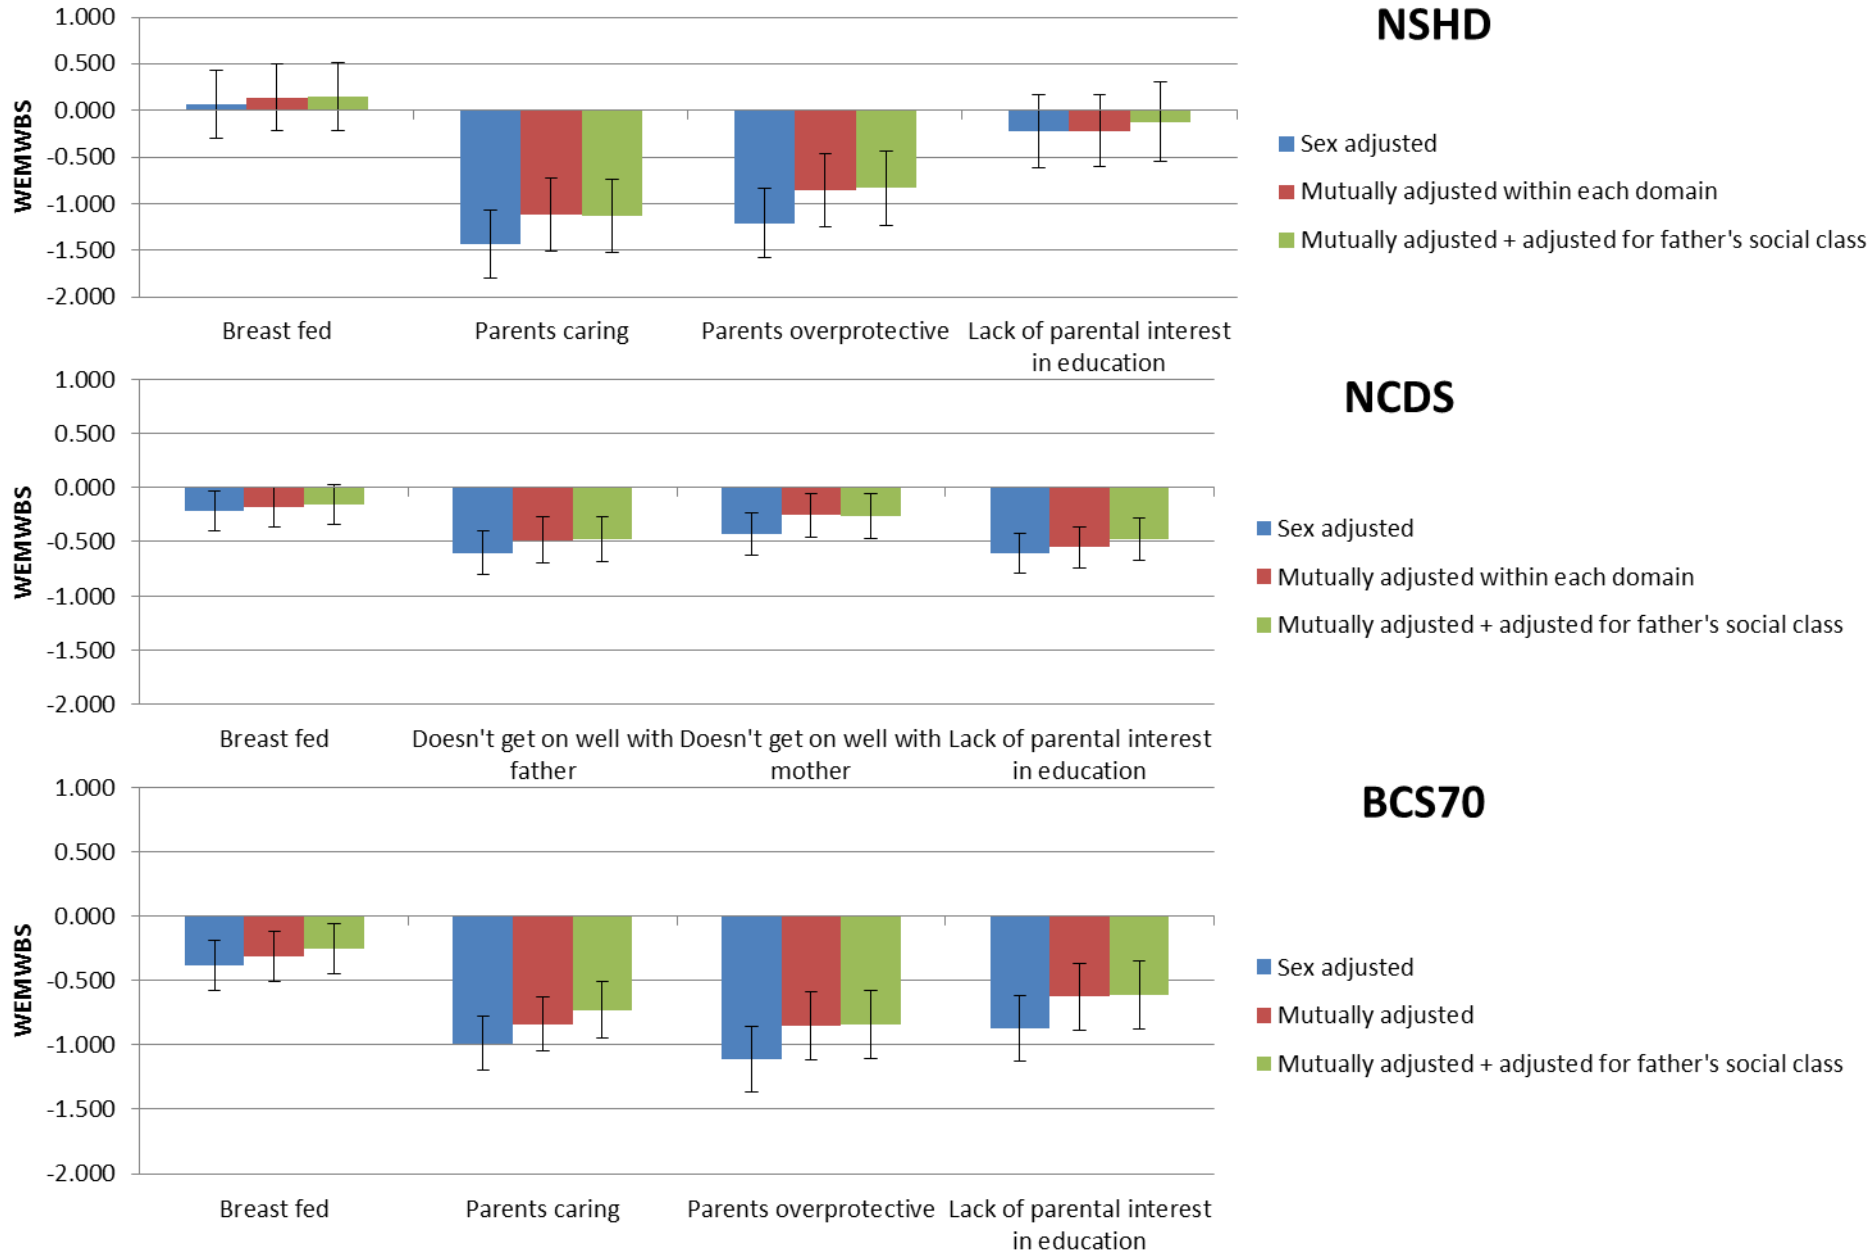 NSHD
WEMWBS
1.000
0.500
0.000
-0.500
-1.000
-1.500
-2.000
Breast fed
Parents caring
Parents overprotective
Lack of parental interest
in education
Sex adjusted
Mutually adjusted within each domain
Mutually adjusted + adjusted for father's social class
NCDS
WEMWBS
1.000
0.500
0.000
-0.500
-1.000
-1.500
-2.000
Breast fed
Doesn't get on well with
father
Doesn't get on well with
mother
Lack of parental interest
in education
Sex adjusted
Mutually adjusted within each domain
Mutually adjusted + adjusted for father's social class
BCS70
WEMWBS
1.000
0.500
0.000
-0.500
-1.000
-1.500
-2.000
Breast fed
Parents caring
Parents overprotective
Lack of parental interest
in education
Sex adjusted
Mutually adjusted
Mutually adjusted + adjusted for father's social class